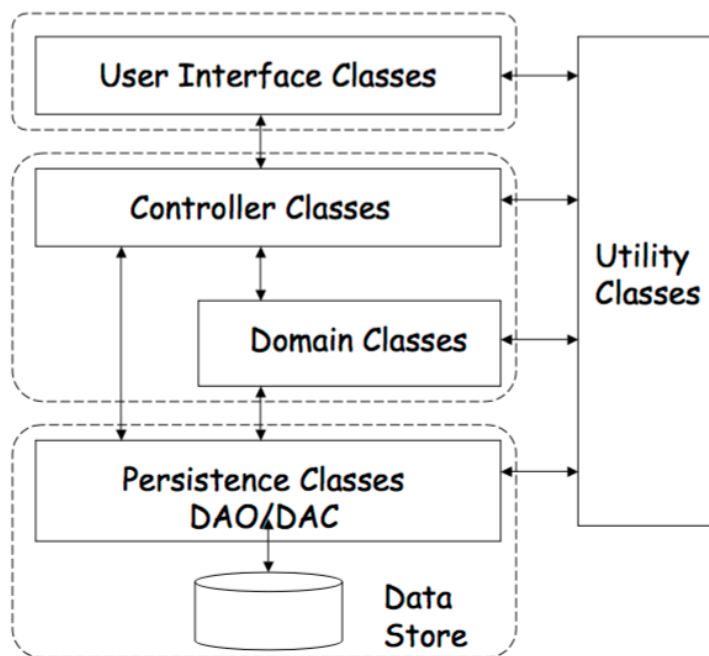 User Interface Classes
Controller Classes
Utility
Classes
Domain Classes
Persistence Classes
DAO/DAC
Data
Store